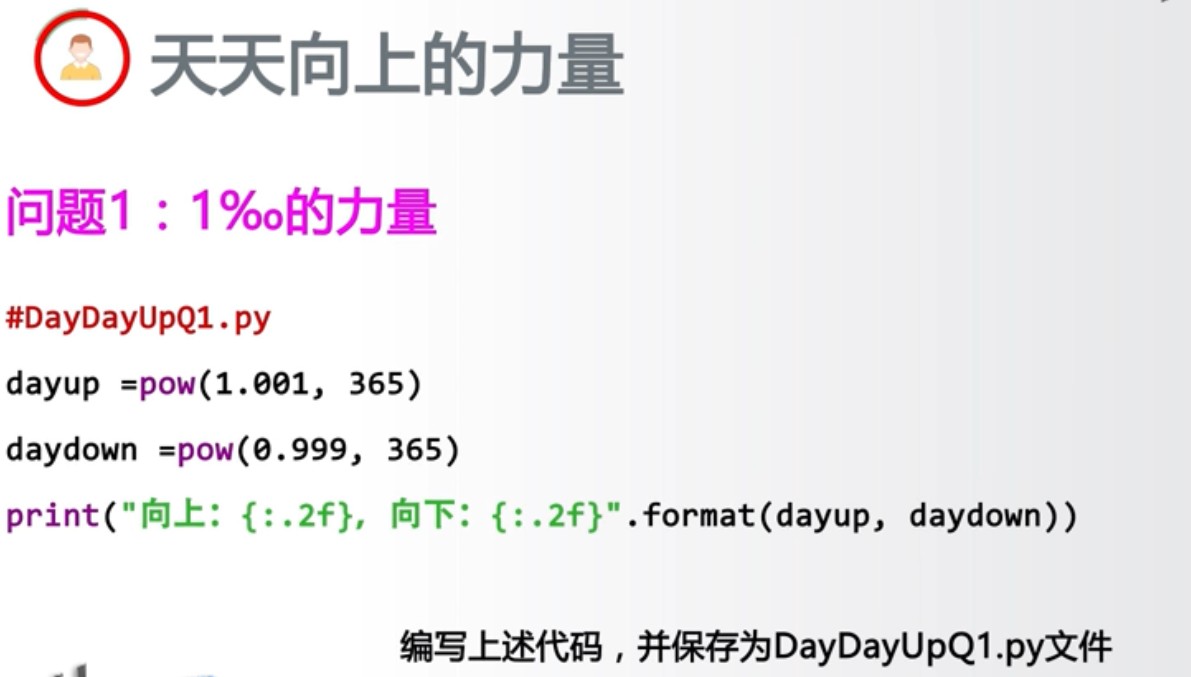 天天向上的力量
问题1：1‰的力量
#DayDayUpQ1.py
dayup =pow(1.001, 365)
daydown =pow(0.999, 365)
print("向上：{:.2f}, 向下：{:.2f}".format(dayup, daydown))
编写上述代码，并保存为DayDayUpQ1.py文件